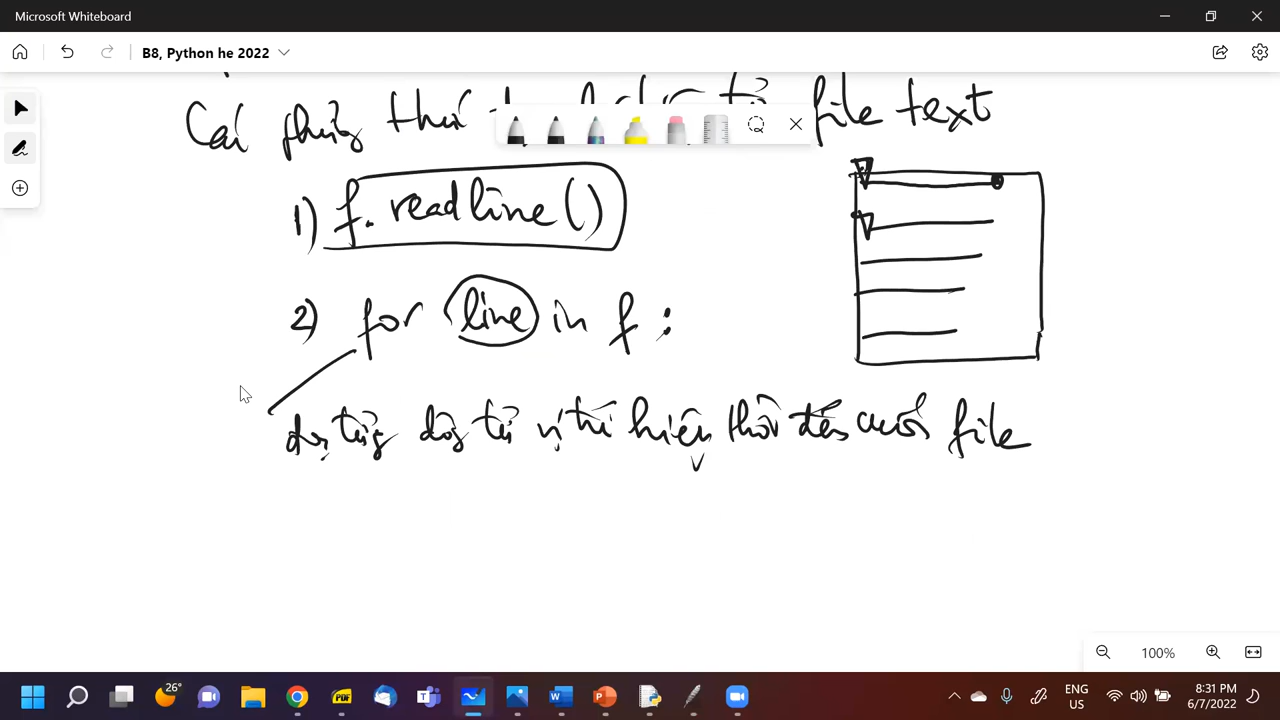 Microsoft Whiteboard
B8, Python he 2022
Các phương thức file text
1) f. readline()
2) for line in f :
đọc từng dòng từ vị trí hiện thời đến cuối file
100%
26°
ENG
US
8:31 PM
6/7/2022